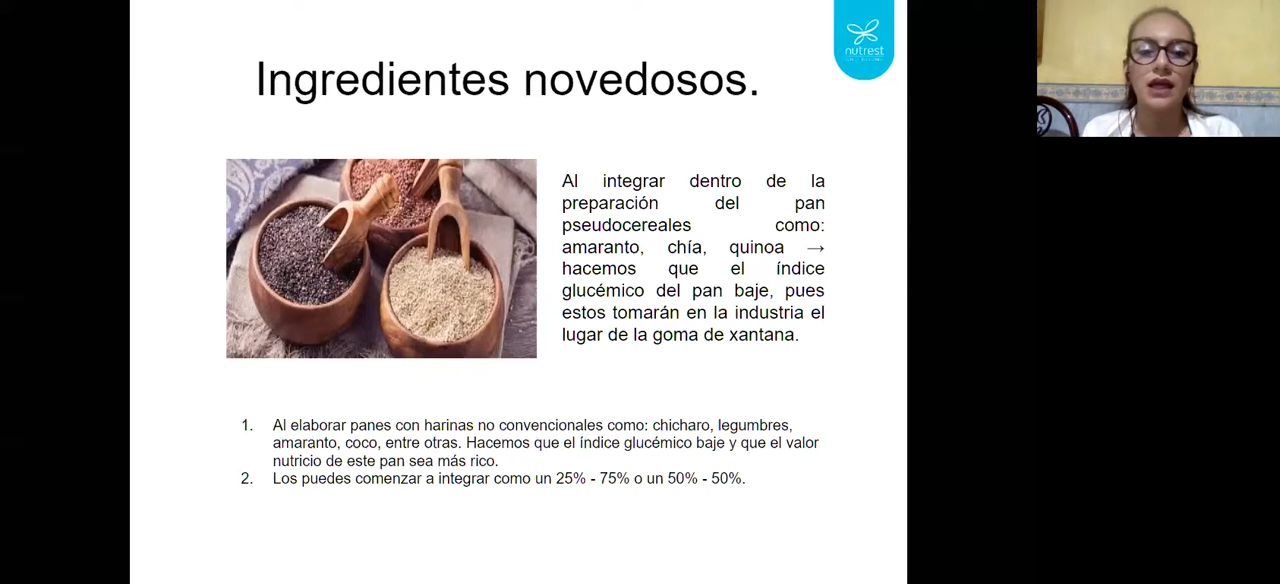 nutrest
Ingredientes novedosos.
Al integrar dentro de la
preparación del pan
pseudocereales como:
amaranto, chía, quinoa →
hacemos que el índice
glucémico del pan baje, pues
estos tomarán en la industria el
lugar de la goma de xantana.
1. Al elaborar panes con harinas no convencionales como: chicharo, legumbres,
amaranto, coco, entre otras. Hacemos que el índice glucémico baje y que el valor
nutricio de este pan sea más rico.
2. Los puedes comenzar a integrar como un 25% - 75% o un 50% - 50%.